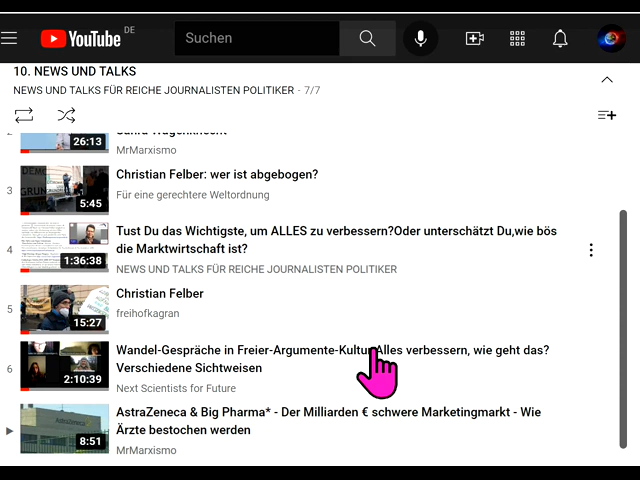 YouTube DE
Suchen
10. NEWS UND TALKS
NEWS UND TALKS FÜR REICHE JOURNALISTEN POLITIKER - 7/7
26:13
MrMarxismo
3
Christian Felber: wer ist abgebogen?
5:45
Für eine gerechtere Weltordnung
4
Tust Du das Wichtigste, um ALLES zu verbessern?Oder unterschätzt Du,wie bös
die Marktwirtschaft ist?
1:36:38
NEWS UND TALKS FÜR REICHE JOURNALISTEN POLITIKER
5
Christian Felber
15:27
freihofkagran
6
Wandel-Gespräche in Freier-Argumente-Kultur Alles verbessern, wie geht das?
Verschiedene Sichtweisen
2:10:39
Next Scientists for Future
AstraZeneca & Big Pharma* - Der Milliarden € schwere Marketingmarkt - Wie
Ärzte bestochen werden
8:51
MrMarxismo